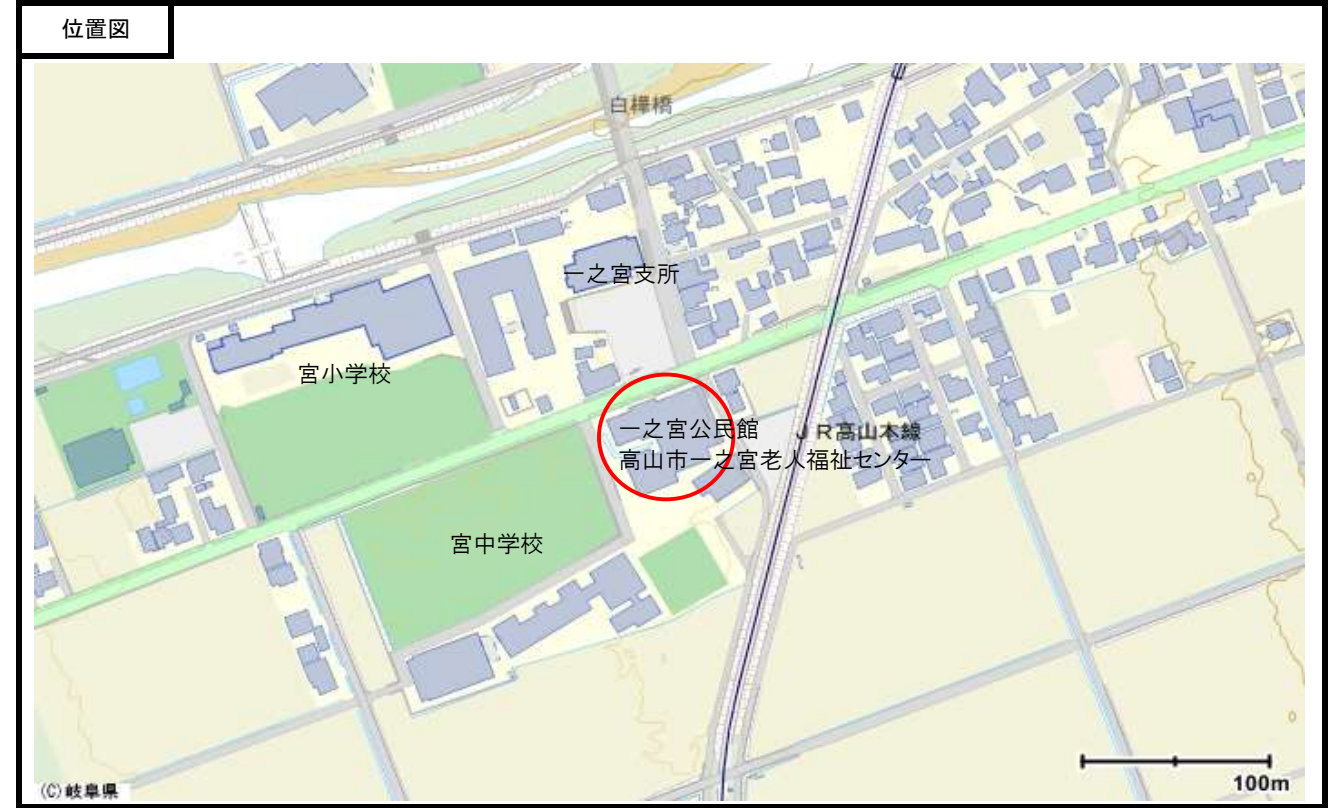 位置図
白樺橋
一之宮支所
宮小学校
一之宮公民館
JR高山本線
高山市一之宮老人福祉センター
宮中学校
100m
(C)岐阜県